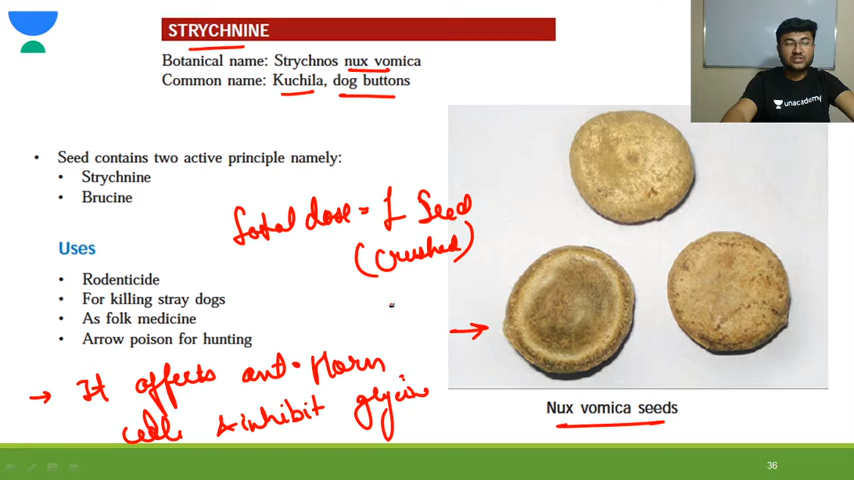 STRYCHNINE
Botanical name: Strychnos nux vomica
Common name: Kuchila, dog buttons
unacademy
• Seed contains two active principle namely:
• Strychnine
• Brucine
fatal dose = 1 Seed
(crushed)
Uses
• Rodenticide
• For killing stray dogs
• As folk medicine
• Arrow poison for hunting
→ It affects ant. Horn
cells & inhibit glycine
Nux vomica seeds
36